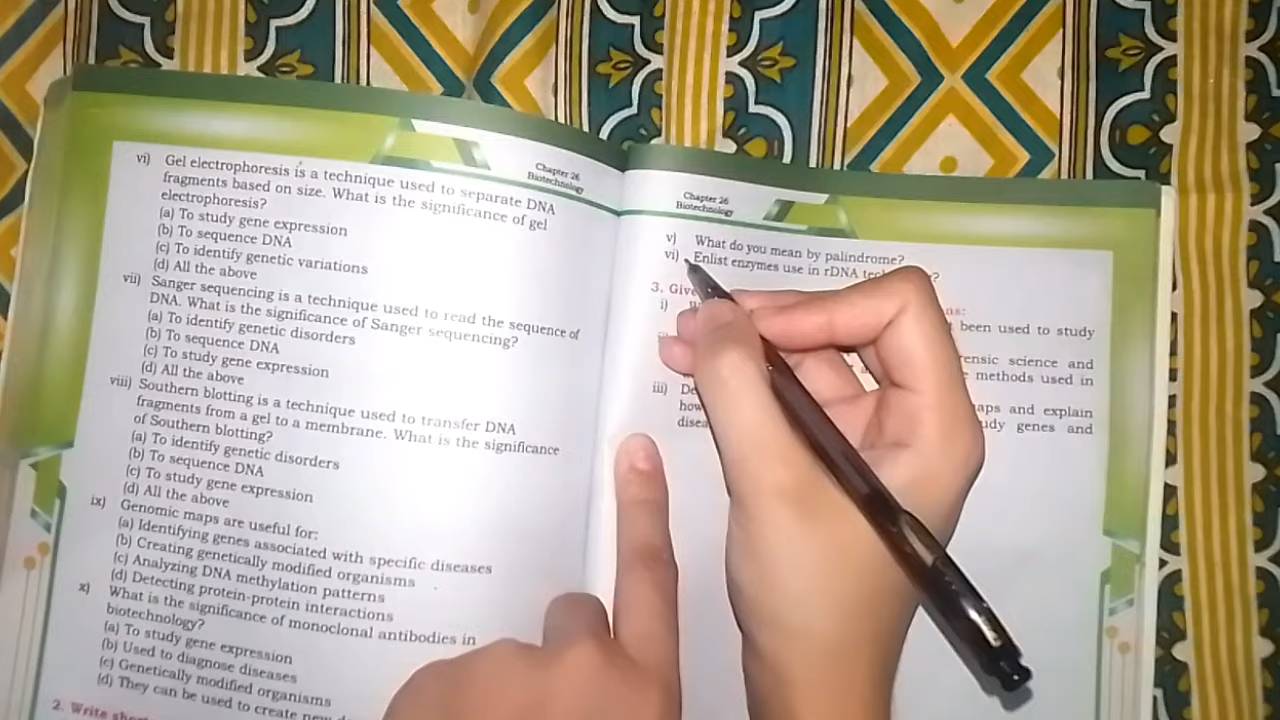 Chapter 26
Biotechnology
vi) Gel electrophoresis is a technique used to separate DNA
fragments based on size. What is the significance of gel
electrophoresis?
(a) To study gene expression
(b) To sequence DNA
(c) To identify genetic variations
(d) All the above
vii) Sanger sequencing is a technique used to read the sequence of
DNA. What is the significance of Sanger sequencing?
(a) To identify genetic disorders
(b) To sequence DNA
(c) To study gene expression
(d) All the above
viii) Southern blotting is a technique used to transfer DNA
fragments from a gel to a membrane. What is the significance
of Southern blotting?
(a) To identify genetic disorders
(b) To sequence DNA
(c) To study gene expression
(d) All the above
ix) Genomic maps are useful for:
(a) Identifying genes associated with specific diseases
(b) Creating genetically modified organisms
(c) Analyzing DNA methylation patterns
(d) Detecting protein-protein interactions
x) What is the significance of monoclonal antibodies in
biotechnology?
(a) To study gene expression
(b) Used to diagnose diseases
(c) Genetically modified organisms
(d) They can be used to create
2. Write
Chapter 26
Biotechnology
v) What do you mean by palindrome?
vi) Enlist enzymes use in rDNA
3.
i) been used to study
science and
methods used in
iii) and explain
how genes and